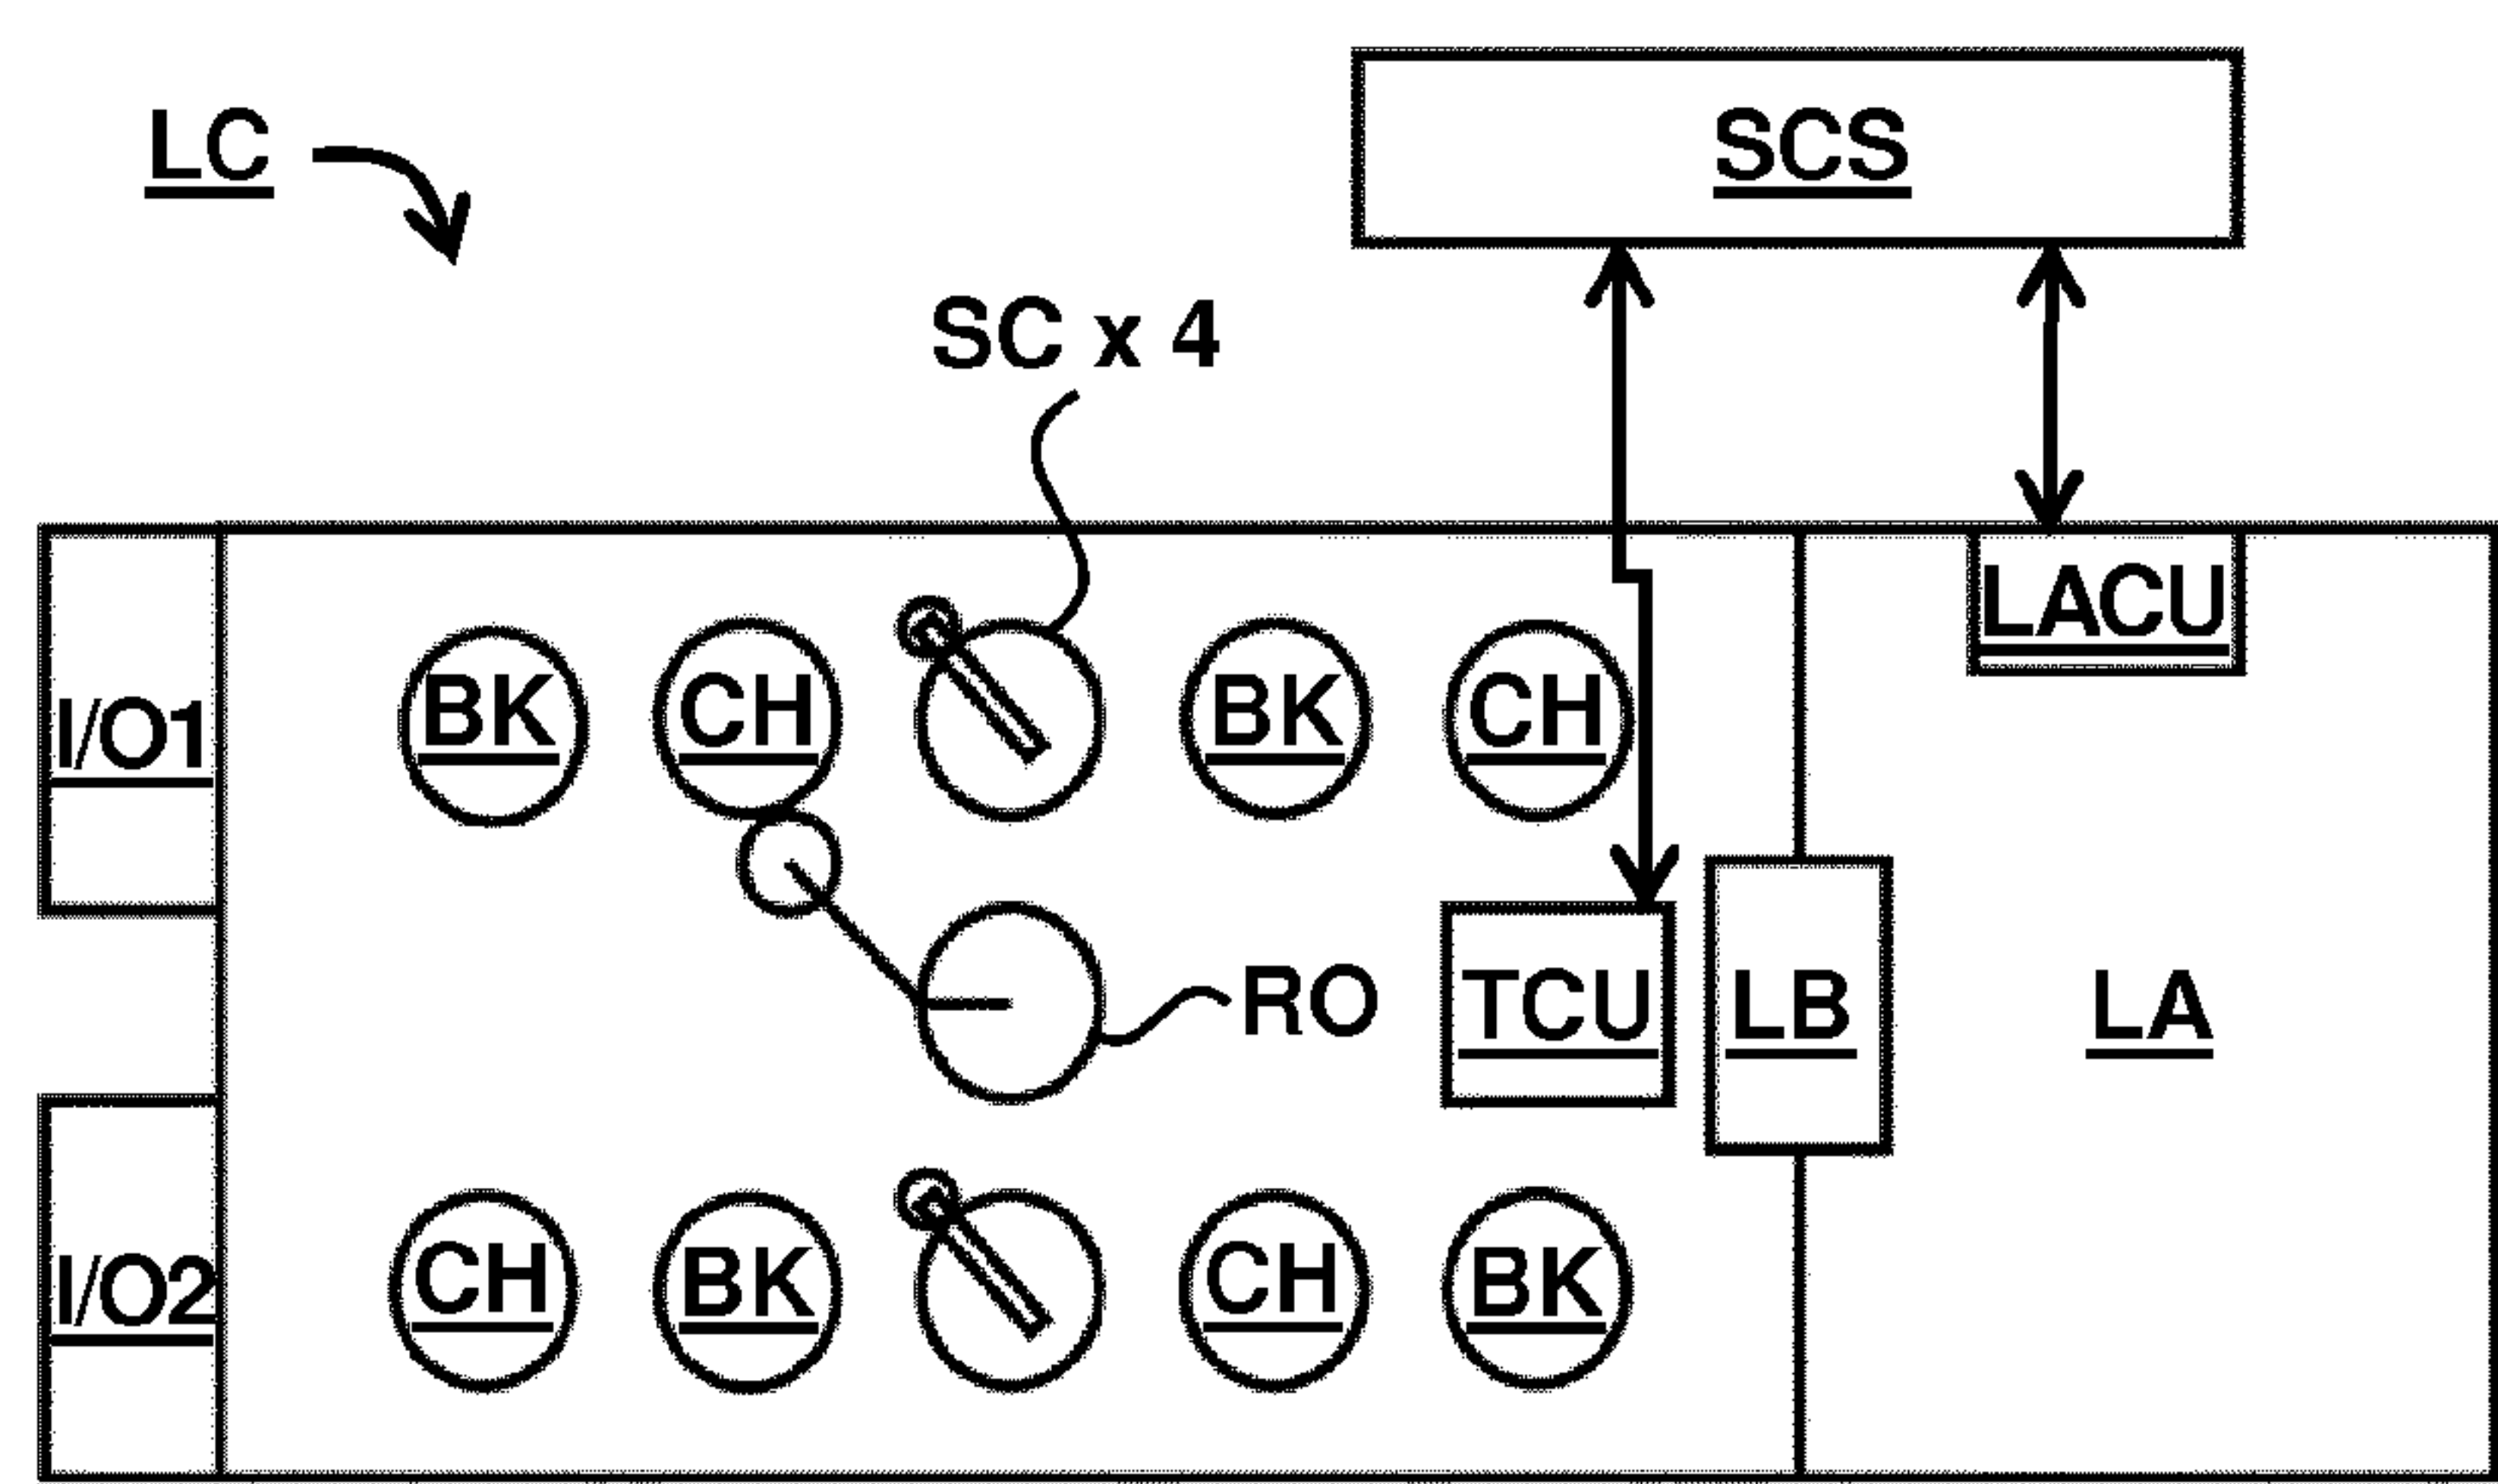 LC
SCS
SC x 4
LACU
I/O1
BK
CH
BK
CH
RO
TCU
LB
LA
I/O2
CH
BK
CH
BK